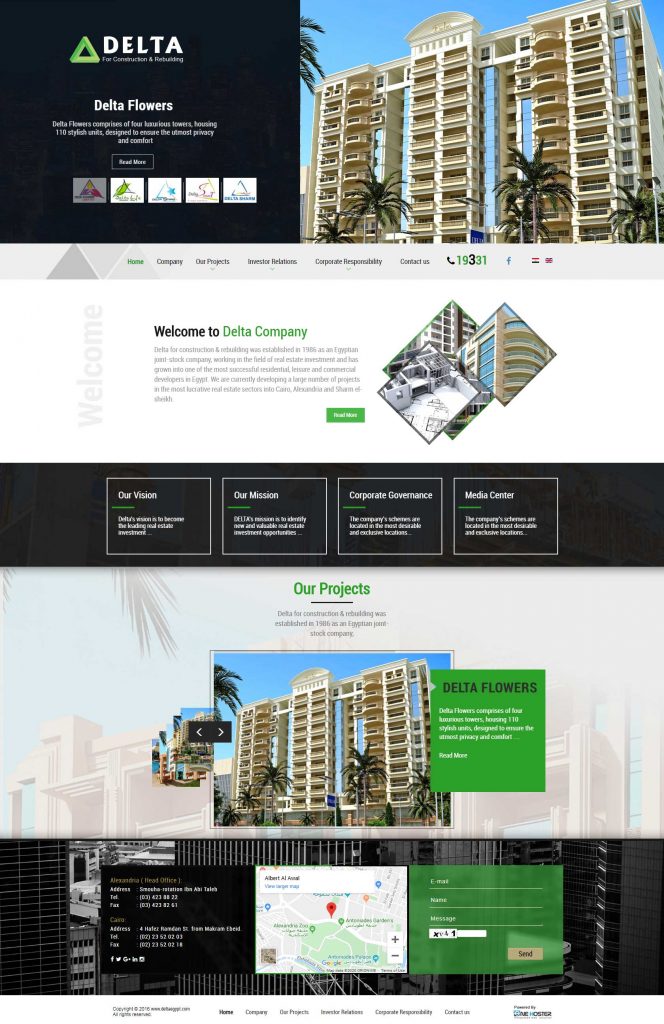 DELTA
For Construction & Rebuilding
Delta Flowers
Delta Flowers comprises of four luxurious towers, housing
110 stylish units, designed to ensure the utmost privacy
and comfort
Read More
DELTA SHARM
Home Company Our Projects Investor Relations Corporate Responsibility Contact us 19331
Welcome
Welcome to Delta Company
Delta for construction & rebuilding was established in 1986 as an Egyptian
joint-stock company, working in the field of real estate investment and has
grown into one of the most successful residential, leisure and commercial
developers in Egypt. We are currently developing a large number of projects
in the most lucrative real estate sectors into Cairo, Alexandria and Sharm el-
sheikh.
Read More
Our Vision
Delta's vision is to become
the leading real estate
investment ...
Our Mission
DELTA's mission is to identify
new and valuable real estate
investment opportunities ...
Corporate Governance
The company's schemes are
located in the most desirable
and exclusive locations...
Media Center
The company's schemes are
located in the most desirable
and exclusive locations...
Our Projects
Delta for construction & rebuilding was
established in 1986 as an Egyptian joint-
stock company,
DELTA FLOWERS
Delta Flowers comprises of four
luxurious towers, housing 110
stylish units, designed to ensure the
utmost privacy and comfort ...
Read More
Alexandria ( Head Office ):
Address : Smouha-rotation Ibn Abi Taleb
Tel. : (03) 423 88 22
Fax : (03) 423 82 61
Cairo:
Address : 4 Hafez Ramdan St. from Makram Ebeid.
Tel. : (02) 23 52 02 03
Fax : (02) 23 52 02 18
Albert Al Awal
View larger map
Antoniades Garden's
حديقة انطونيادس
Alexandria Zoo
Antoniades Palace
Google
Map data ©2020 ORION-ME Terms of Use
E-mail
Name
Message
Send
Copyright © 2016 www.deltaegypt.com
All rights reserved.
Home Company Our Projects Investor Relations Corporate Responsibility Contact us
Powered By